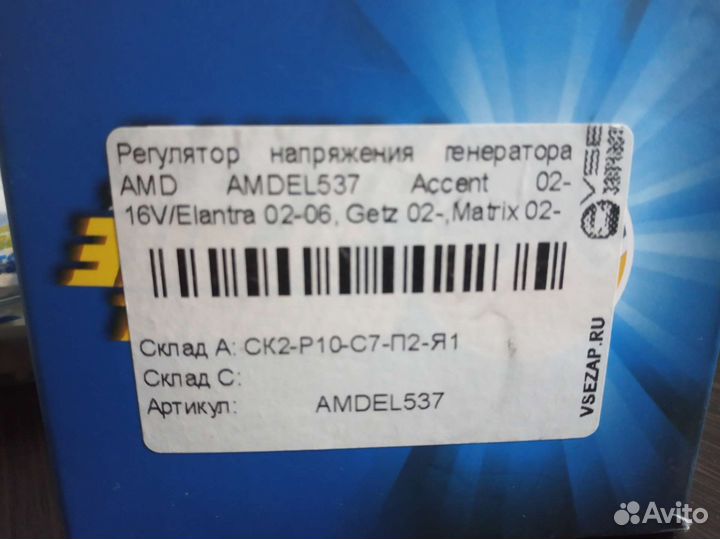 Регулятор напряжения генератора
AMD AMDEL537 Accent 02-
16V/Elantra 02-06, Getz 02-,Matrix 02-
Склад А: СК2-Р10-С7-П2-Я1
Склад С:
Артикул: AMDEL537
VSE
VSEZAP.RU
Avito